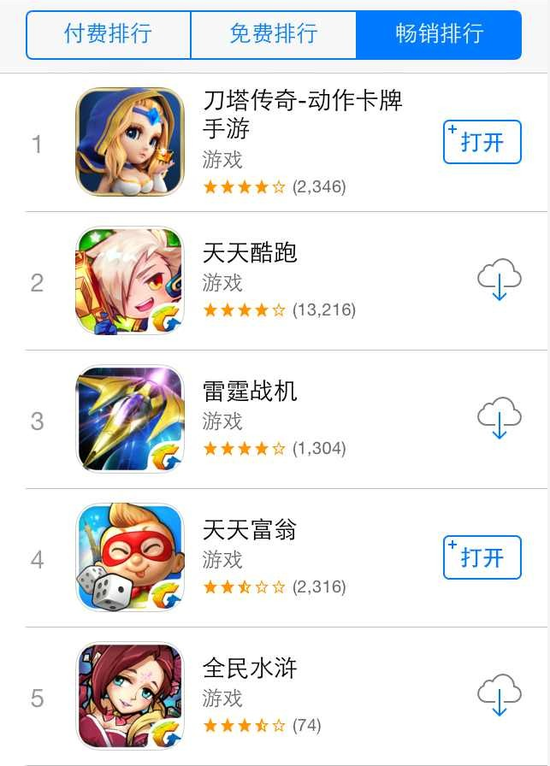 付费排行
免费排行
畅销排行
1
刀塔传奇-动作卡牌
手游
游戏
(2,346)
+打开
2
天天酷跑
游戏
(13,216)
3
雷霆战机
游戏
(1,304)
4
天天富翁
游戏
(2,316)
+打开
5
全民水浒
游戏
(74)